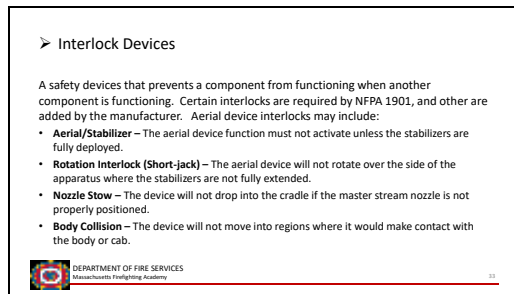 ➢ Interlock Devices
A safety devices that prevents a component from functioning when another
component is functioning. Certain interlocks are required by NFPA 1901, and other are
added by the manufacturer. Aerial device interlocks may include:
• Aerial/Stabilizer – The aerial device function must not activate unless the stabilizers are
fully deployed.
• Rotation Interlock (Short-jack) – The aerial device will not rotate over the side of the
apparatus where the stabilizers are not fully extended.
• Nozzle Stow – The device will not drop into the cradle if the master stream nozzle is not
properly positioned.
• Body Collision – The device will not move into regions where it would make contact with
the body or cab.
DEPARTMENT OF FIRE SERVICES
Massachusetts Firefighting Academy
33